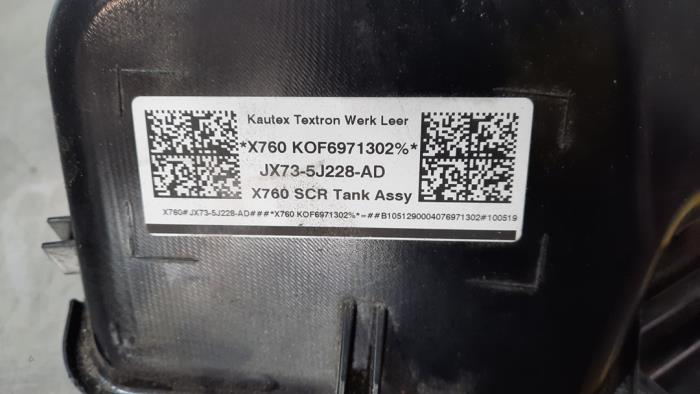 Kautex Textron Werk Leer
*X760 KOF6971302%*
JX73-5J228-AD
X760 SCR Tank Assy
X760#JX73-5J228-AD###*X760 KOF6971302%*=##B1051290004076971302#100519